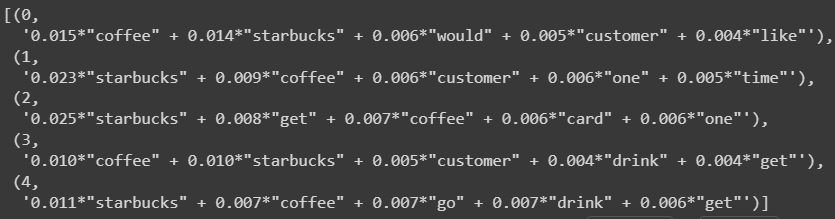 [(0,
'0.015*"coffee" + 0.014*"starbucks" + 0.006*"would" + 0.005*"customer" + 0.004*"like"'),
(1,
'0.023*"starbucks" + 0.009*"coffee" + 0.006*"customer" + 0.006*"one" + 0.005*"time"'),
(2,
'0.025*"starbucks" + 0.008*"get" + 0.007*"coffee" + 0.006*"card" + 0.006*"one"'),
(3,
'0.010*"coffee" + 0.010*"starbucks" + 0.005*"customer" + 0.004*"drink" + 0.004*"get"'),
(4,
'0.011*"starbucks" + 0.007*"coffee" + 0.007*"go" + 0.007*"drink" + 0.006*"get"')]